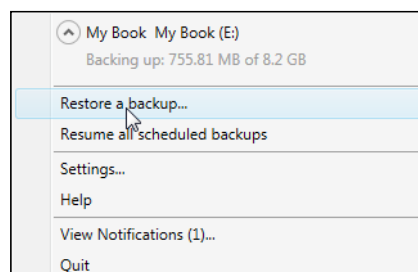 My Book My Book (E:)
Backing up: 755.81 MB of 8.2 GB
Restore a backup...
Resume all scheduled backups
Settings...
Help
View Notifications (1)...
Quit